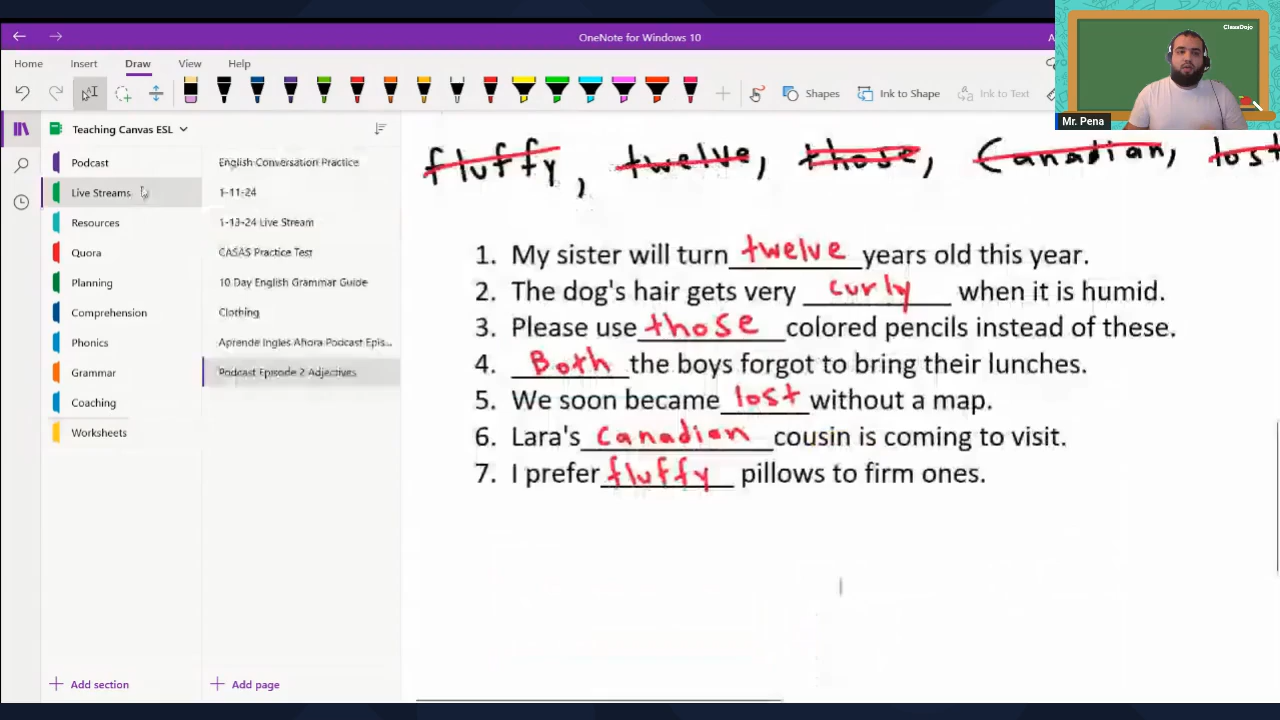 ClassDojo
OneNote for Windows 10
A
Home Insert Draw View Help
Shapes Ink to Shape Ink to Text
Mr. Pena
Teaching Canvas ESL
Podcast
Live Streams
Resources
Quora
Planning
Comprehension
Phonics
Grammar
Coaching
Worksheets
English Conversation Practice
1-11-24
1-13-24 Live Stream
CASAS Practice Test
10 Day English Grammar Guide
Clothing
Aprende Ingles Ahora Podcast Epis...
Podcast Episode 2 Adjectives
fluffy, twelve, those, Canadian, lost
1. My sister will turn twelve years old this year.
2. The dog's hair gets very curly when it is humid.
3. Please use those colored pencils instead of these.
4. Both the boys forgot to bring their lunches.
5. We soon became lost without a map.
6. Lara's Canadian cousin is coming to visit.
7. I prefer fluffy pillows to firm ones.
+ Add section
+ Add page